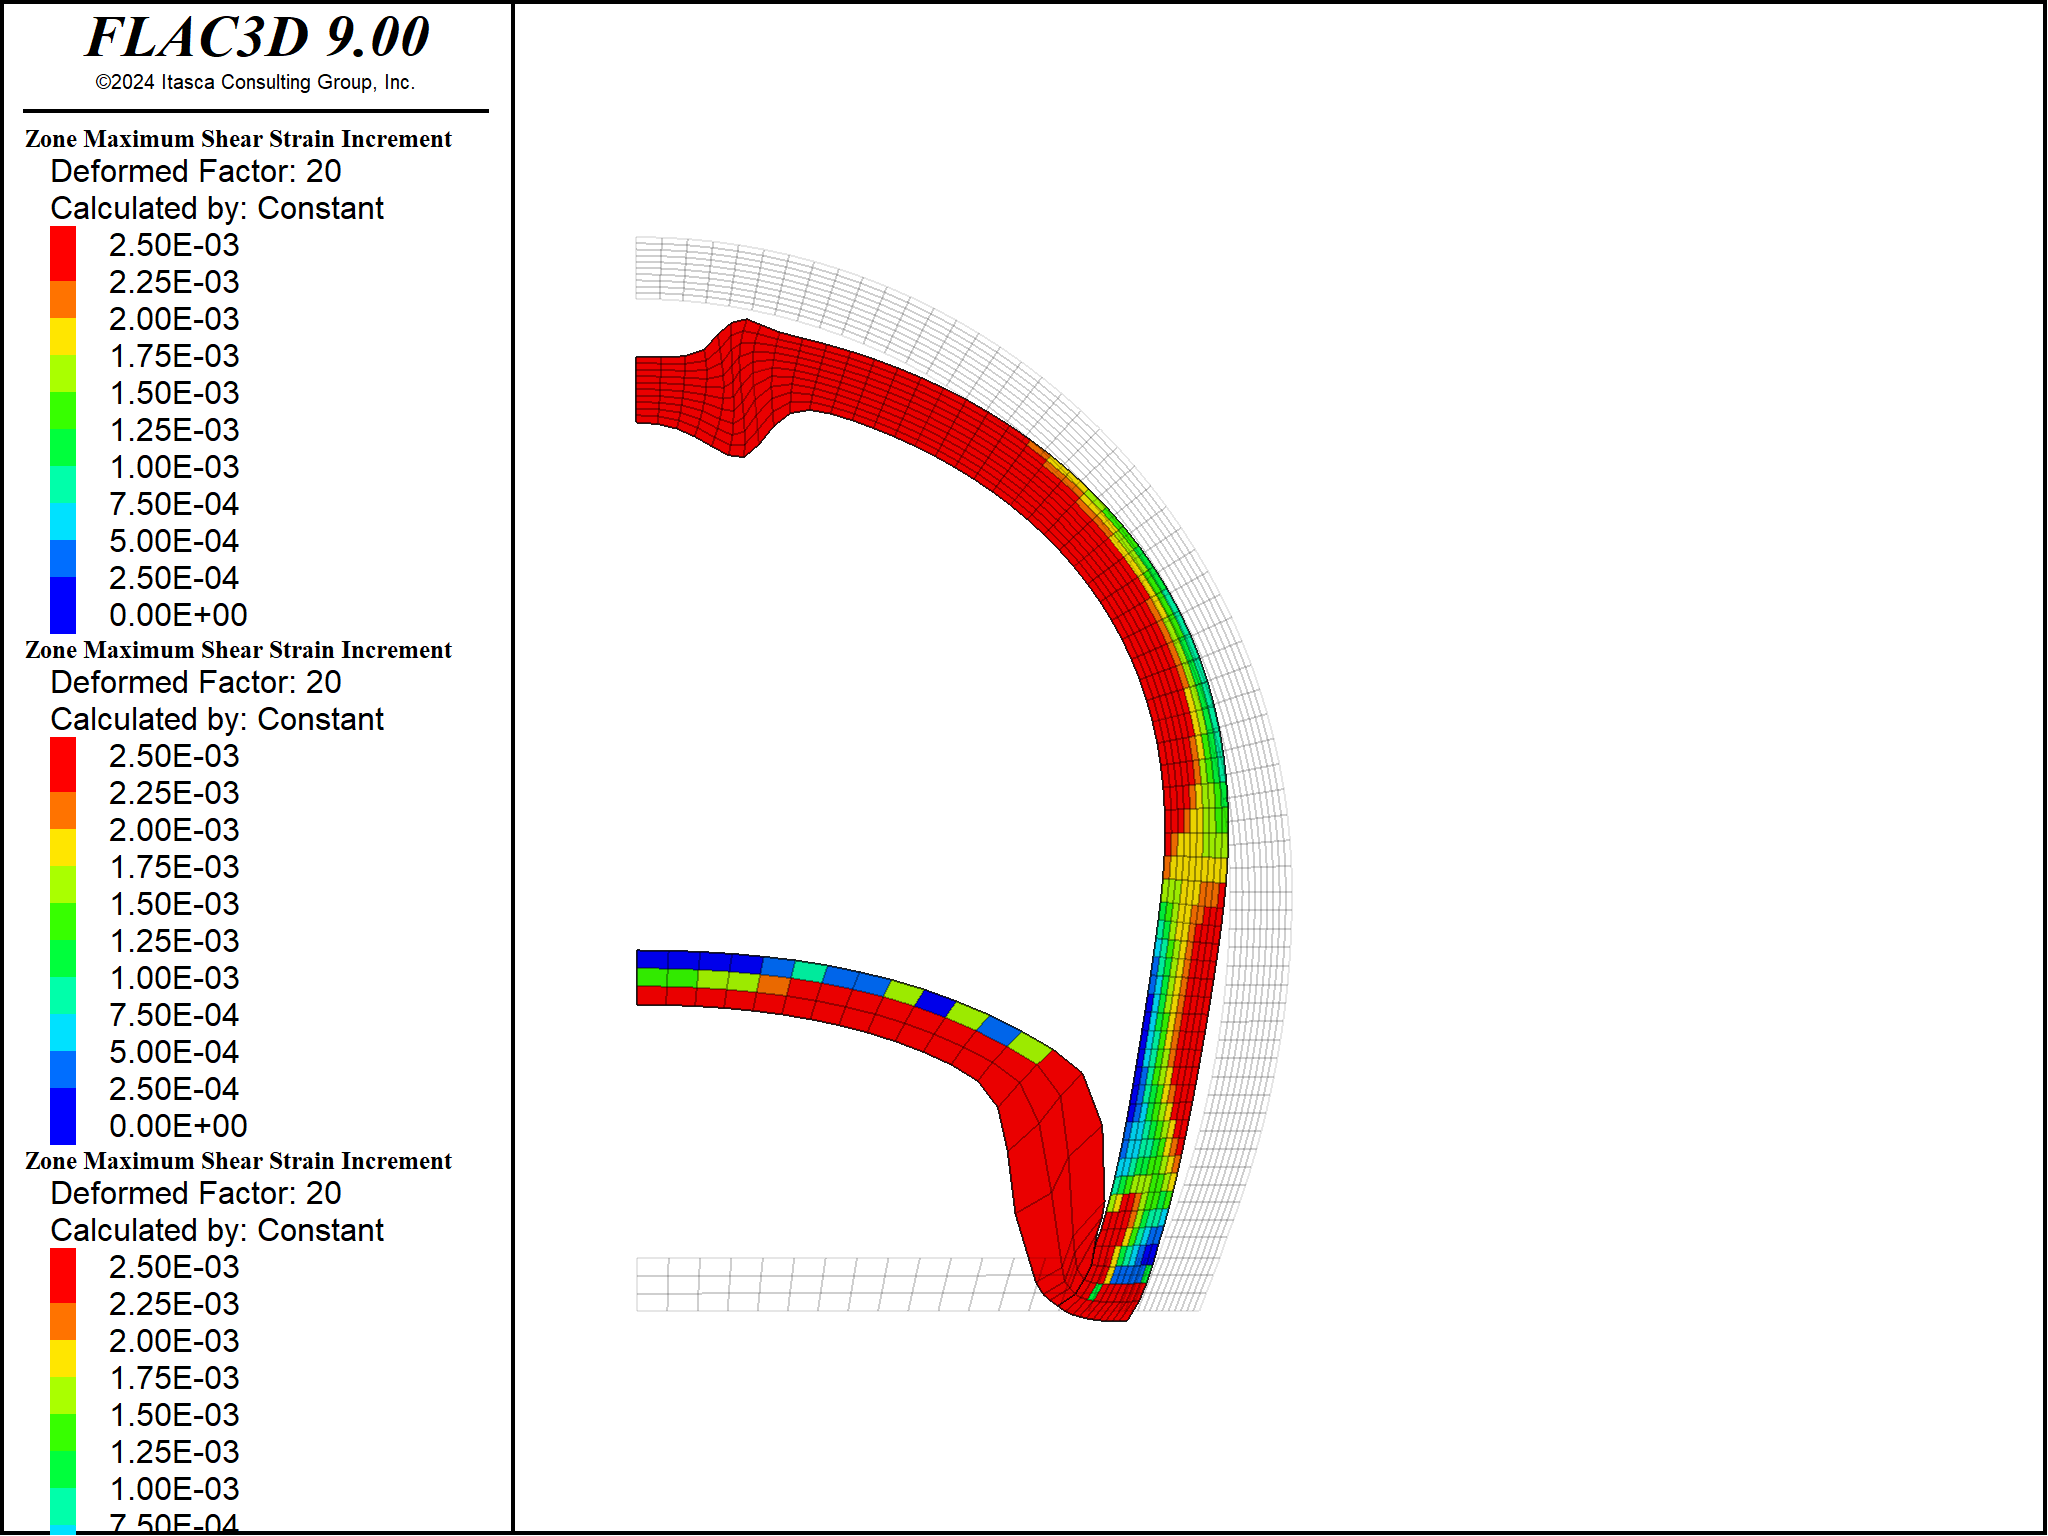 FLAC3D 9.00
©2024 Itasca Consulting Group, Inc.
Zone Maximum Shear Strain Increment
Deformed Factor: 20
Calculated by: Constant
2.50E-03
2.25E-03
2.00E-03
1.75E-03
1.50E-03
1.25E-03
1.00E-03
7.50E-04
5.00E-04
2.50E-04
0.00E+00
Zone Maximum Shear Strain Increment
Deformed Factor: 20
Calculated by: Constant
2.50E-03
2.25E-03
2.00E-03
1.75E-03
1.50E-03
1.25E-03
1.00E-03
7.50E-04
5.00E-04
2.50E-04
0.00E+00
Zone Maximum Shear Strain Increment
Deformed Factor: 20
Calculated by: Constant
2.50E-03
2.25E-03
2.00E-03
1.75E-03
1.50E-03
1.25E-03
1.00E-03
7.50E-04